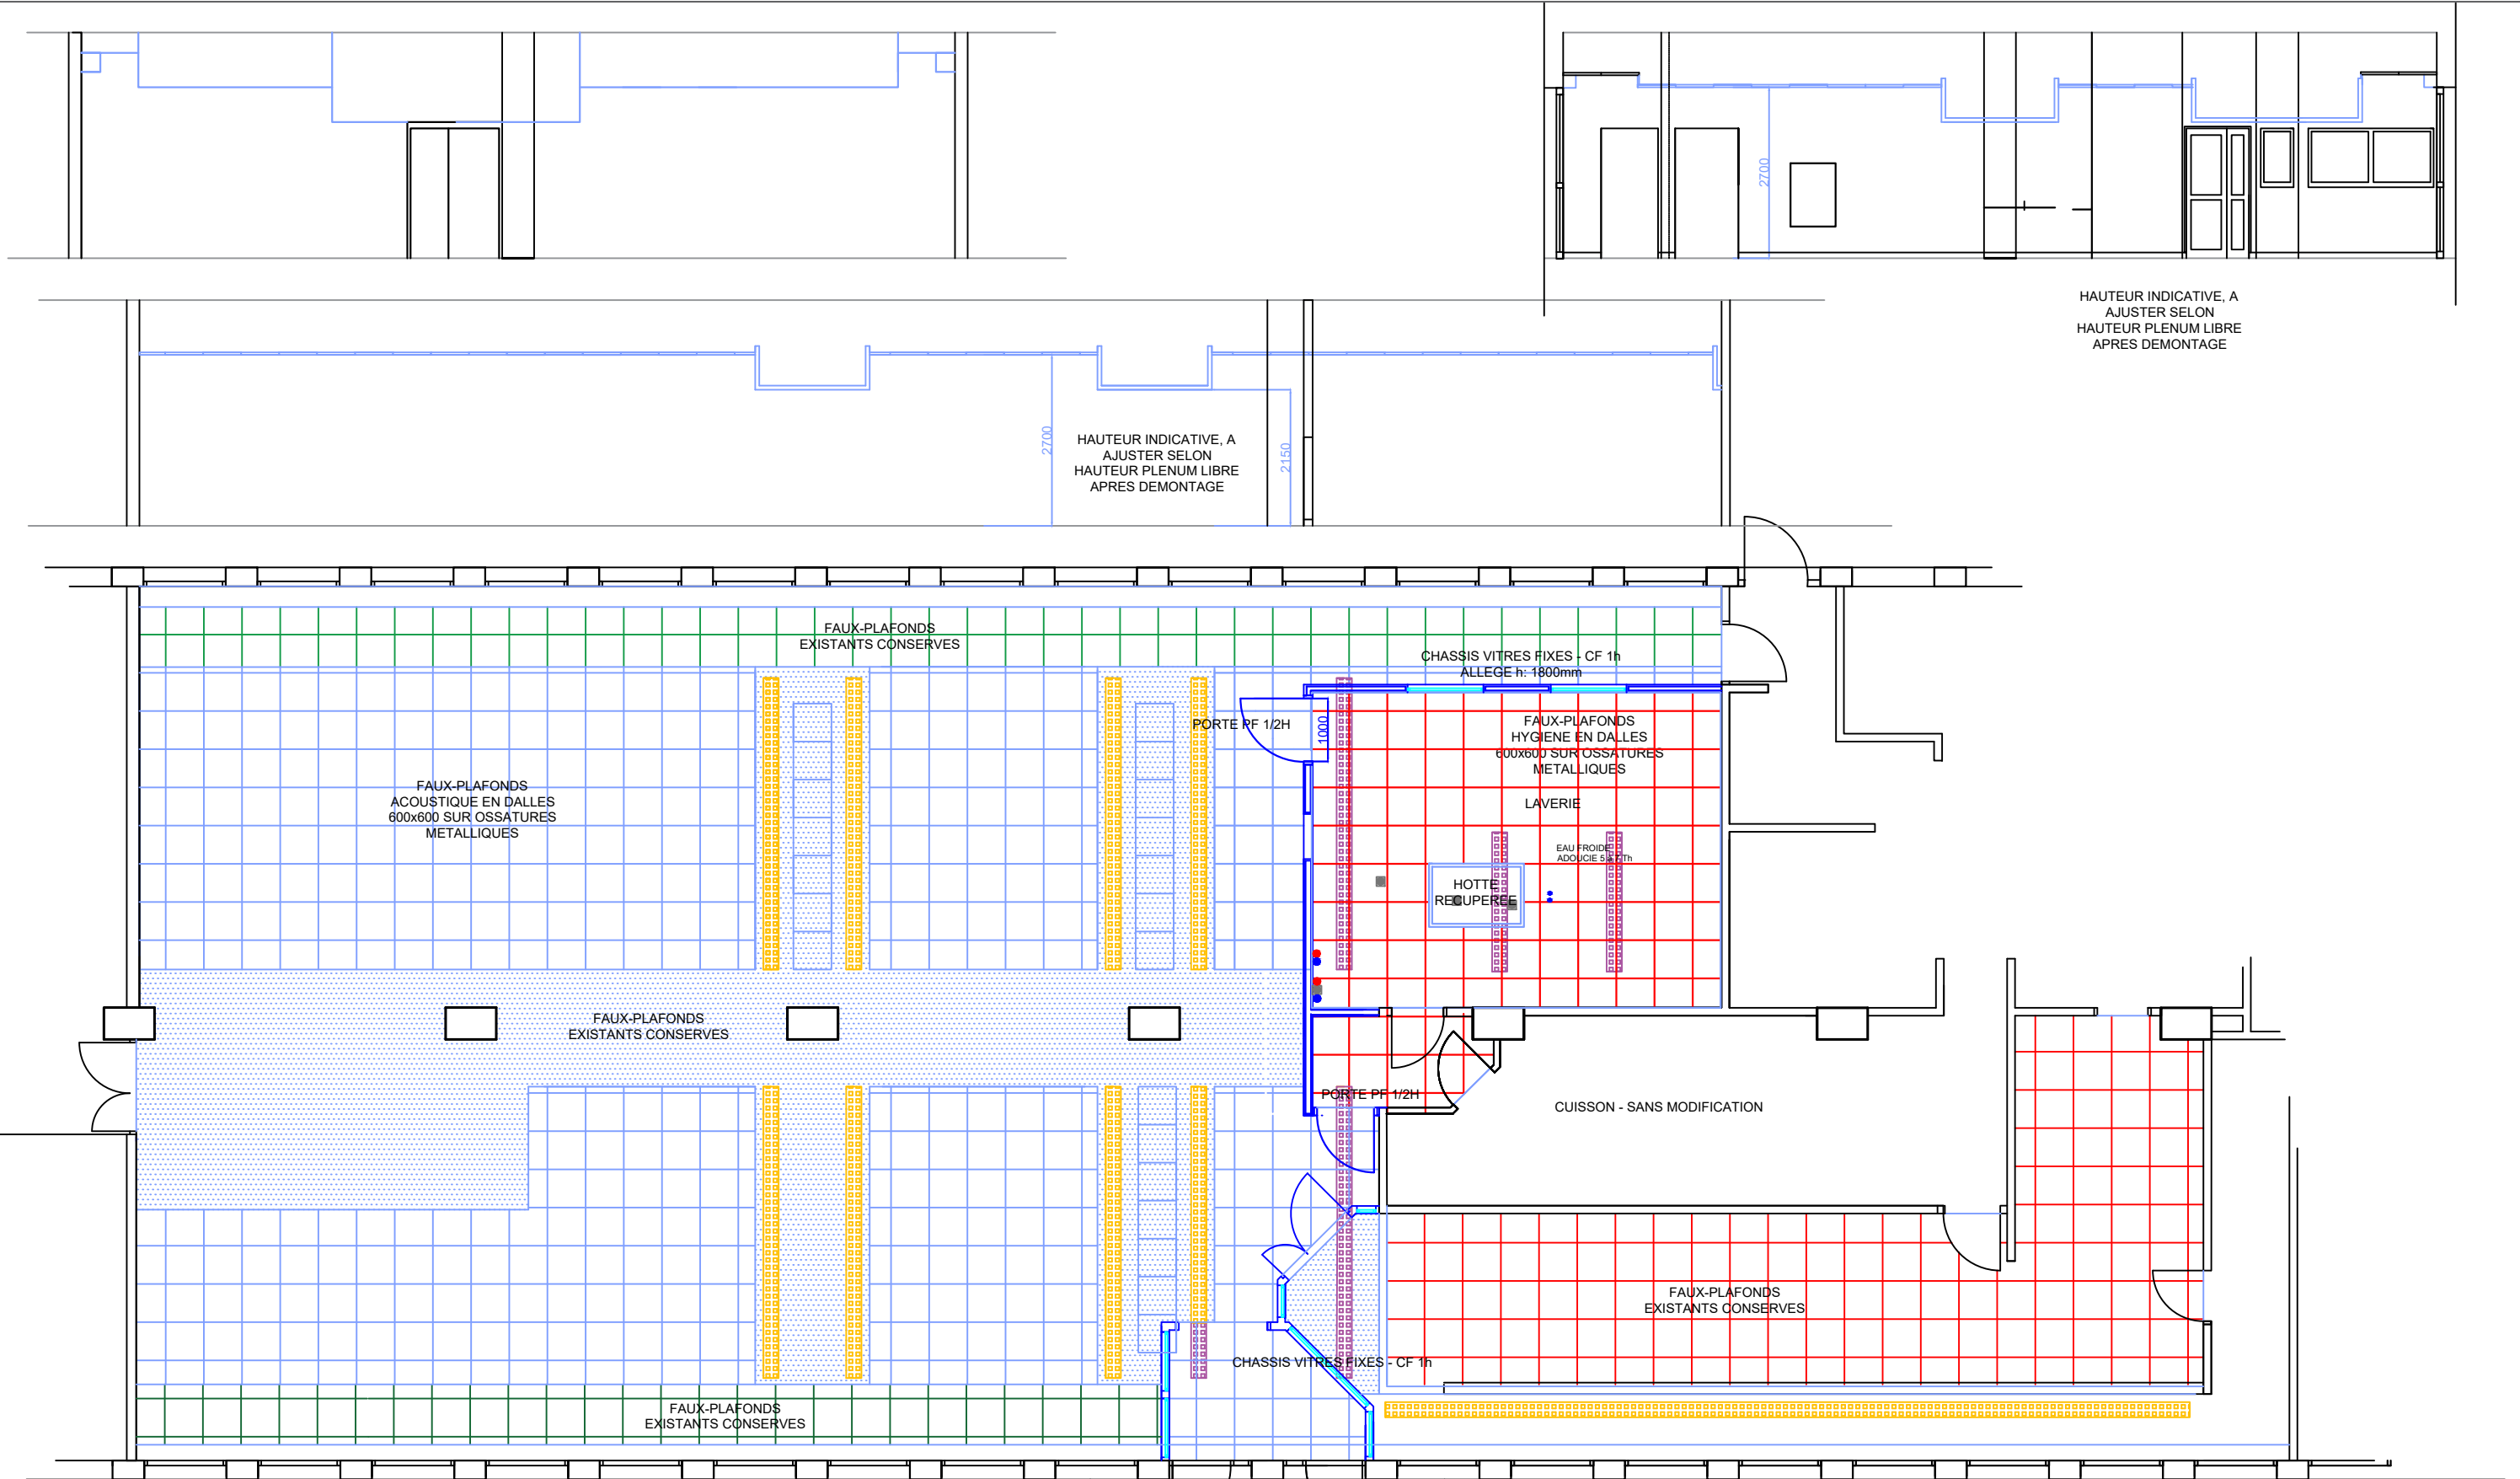 2700
HAUTEUR INDICATIVE, A
AJUSTER SELON
HAUTEUR PLENUM LIBRE
APRES DEMONTAGE
2700
HAUTEUR INDICATIVE, A
AJUSTER SELON
HAUTEUR PLENUM LIBRE
APRES DEMONTAGE
2150
FAUX-PLAFONDS
EXISTANTS CONSERVES
CHASSIS VITRES FIXES - CF 1h
ALLEGE h: 1800mm
PORTE PF 1/2H
1000
FAUX-PLAFONDS
HYGIENE EN DALLES
600x600 SUR OSSATURES
METALLIQUES
LAVERIE
FAUX-PLAFONDS
ACOUSTIQUE EN DALLES
600x600 SUR OSSATURES
METALLIQUES
EAU FROIDE
ADOUCIE 5
HOTTE
RECUPEREE
FAUX-PLAFONDS
EXISTANTS CONSERVES
PORTE PF 1/2H
CUISSON - SANS MODIFICATION
FAUX-PLAFONDS
EXISTANTS CONSERVES
CHASSIS VITRES FIXES - CF 1h
FAUX-PLAFONDS
EXISTANTS CONSERVES